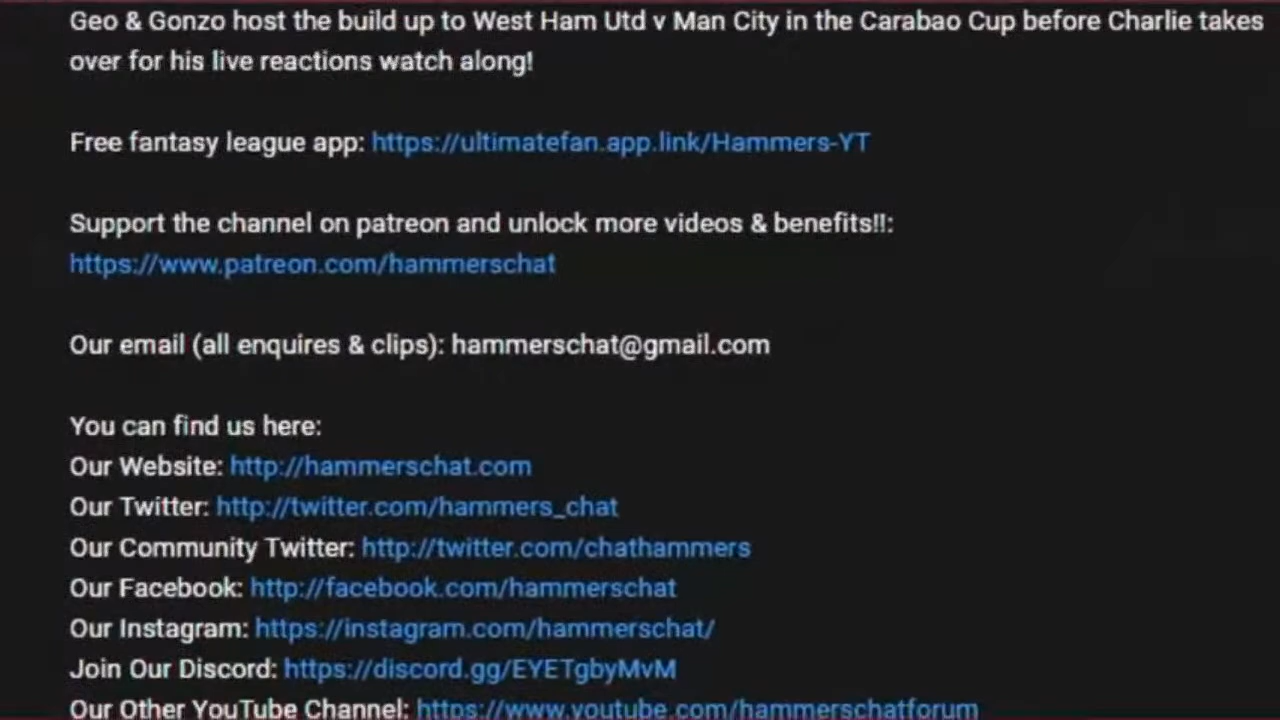 Geo & Gonzo host the build up to West Ham Utd v Man City in the Carabao Cup before Charlie takes
over for his live reactions watch along!
Free fantasy league app: https://ultimatefan.app.link/Hammers-YT
Support the channel on patreon and unlock more videos & benefits!!:
https://www.patreon.com/hammerschat
Our email (all enquires & clips): hammerschat@gmail.com
You can find us here:
Our Website: http://hammerschat.com
Our Twitter: http://twitter.com/hammers_chat
Our Community Twitter: http://twitter.com/chathammers
Our Facebook: http://facebook.com/hammerschat
Our Instagram: https://instagram.com/hammerschat/
Join Our Discord: https://discord.gg/EYETgbyMvM
Our Other YouTube Channel: https://www.youtube.com/hammerschatforum